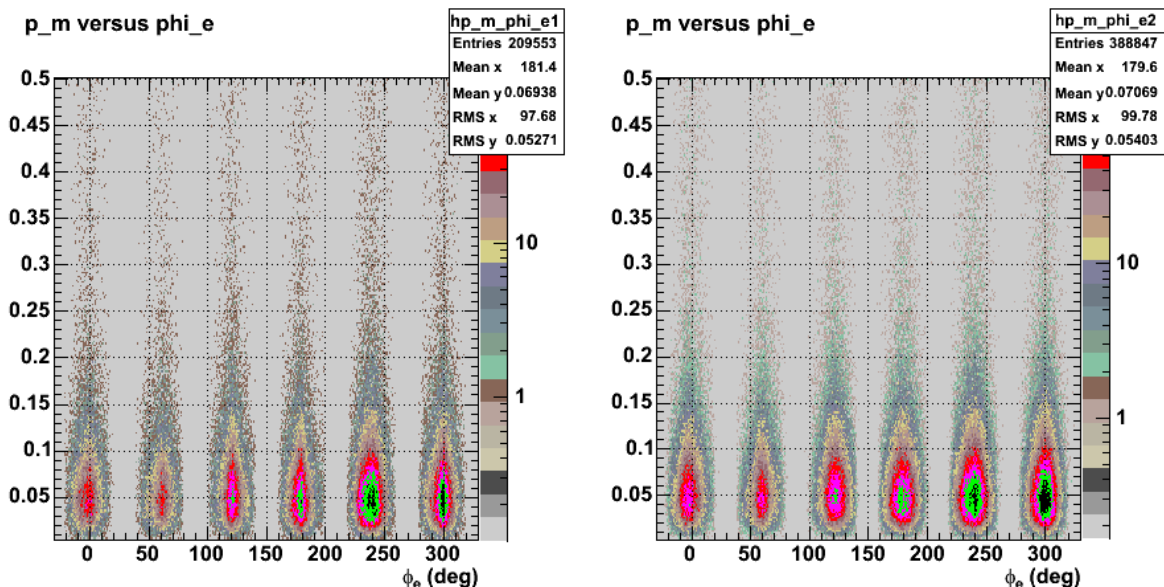 p_m versus phi_e
hp_m_phi_e1
Entries 209553
Mean x 181.4
Mean y 0.06938
RMS x 97.68
RMS y 0.05271
0.5
0.45
0.4
0.35
0.3
0.25
0.2
0.15
0.1
0.05
10
1
0 50 100 150 200 250 300
ϕe (deg)
p_m versus phi_e
hp_m_phi_e2
Entries 388847
Mean x 179.6
Mean y 0.07069
RMS x 99.78
RMS y 0.05403
0.5
0.45
0.4
0.35
0.3
0.25
0.2
0.15
0.1
0.05
10
1
0 50 100 150 200 250 300
ϕe (deg)